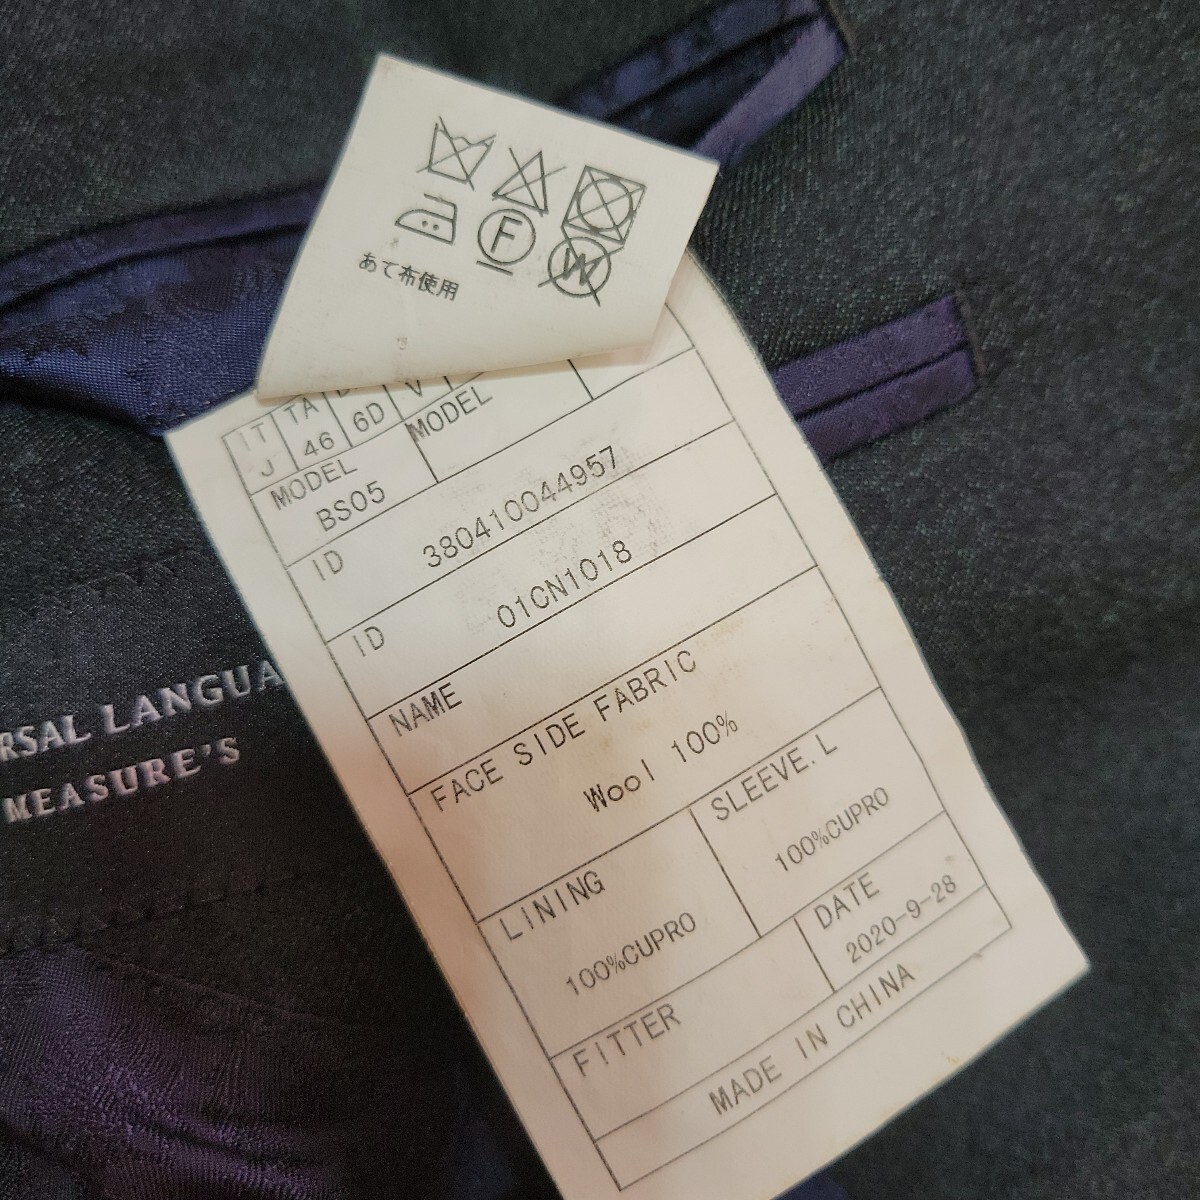 F
W
あて布使用
IT TA
J 46 6D
MODEL MODEL
BS05
ID 380410044957
ID 01CN1018
NAME
FACE SIDE FABRIC
Wool 100%
LINING SLEEVE.L
100%CUPRO 100%CUPRO
FITTER DATE
2020-9-28
MADE IN CHINA
RSAL LANGUA
MEASURE'S